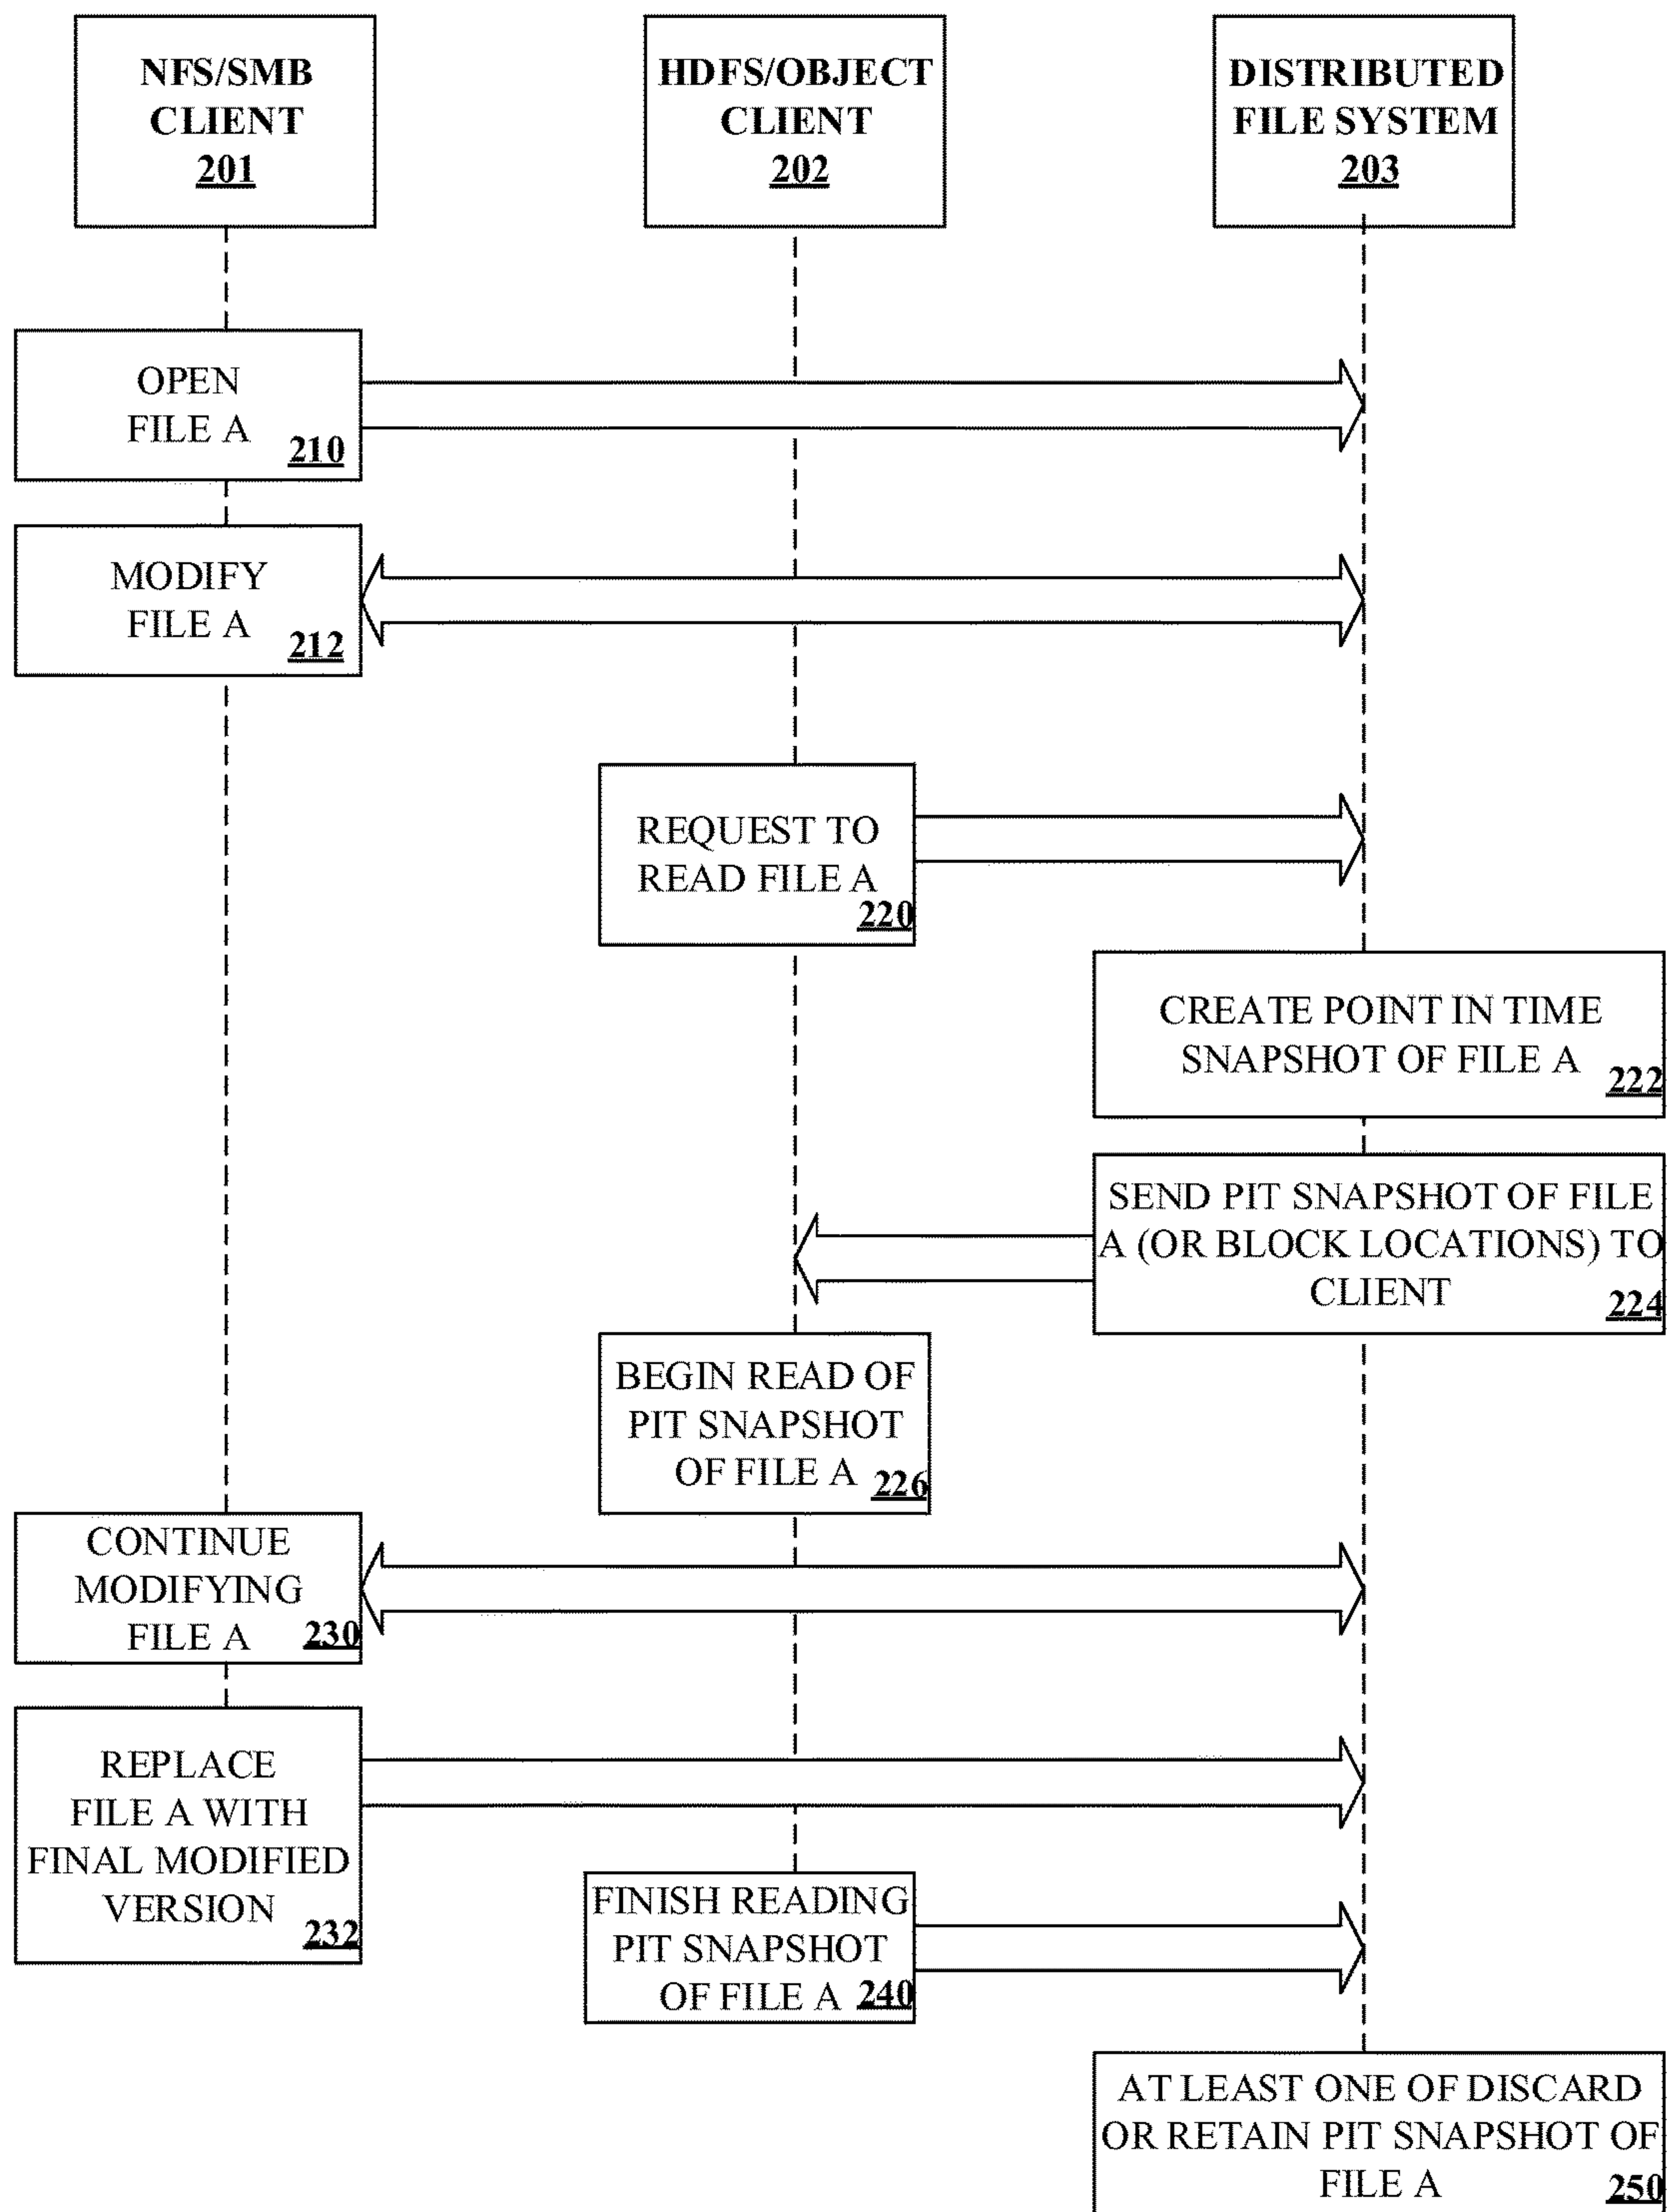 NFS/SMB
CLIENT
201
HDFS/OBJECT
CLIENT
202
DISTRIBUTED
FILE SYSTEM
203
OPEN
FILE A
210
MODIFY
FILE A
212
REQUEST TO
READ FILE A
220
CREATE POINT IN TIME
SNAPSHOT OF FILE A
222
SEND PIT SNAPSHOT OF FILE
A (OR BLOCK LOCATIONS) TO
CLIENT
224
BEGIN READ OF
PIT SNAPSHOT
OF FILE A 226
CONTINUE
MODIFYING
FILE A 230
REPLACE
FILE A WITH
FINAL MODIFIED
VERSION
232
FINISH READING
PIT SNAPSHOT
OF FILE A 240
AT LEAST ONE OF DISCARD
OR RETAIN PIT SNAPSHOT OF
FILE A 250